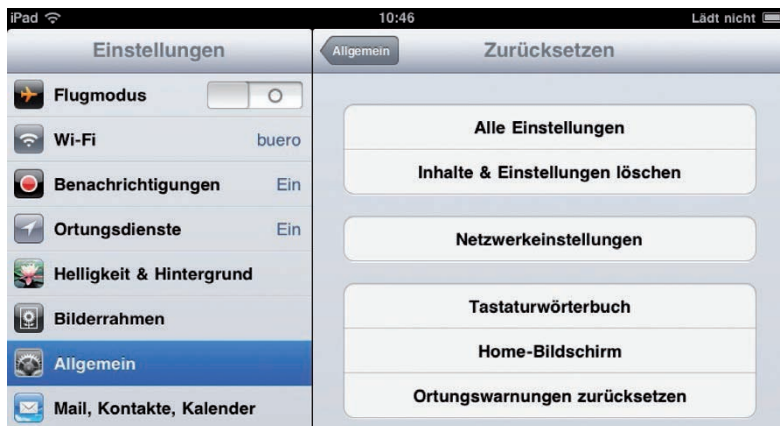 iPad 10:46 Lädt nicht
Einstellungen
Flugmodus
Wi-Fi buero
Benachrichtigungen Ein
Ortungsdienste Ein
Helligkeit & Hintergrund
Bilderrahmen
Allgemein
Mail, Kontakte, Kalender
Allgemein Zurücksetzen
Alle Einstellungen
Inhalte & Einstellungen löschen
Netzwerkeinstellungen
Tastaturwörterbuch
Home-Bildschirm
Ortungswarnungen zurücksetzen